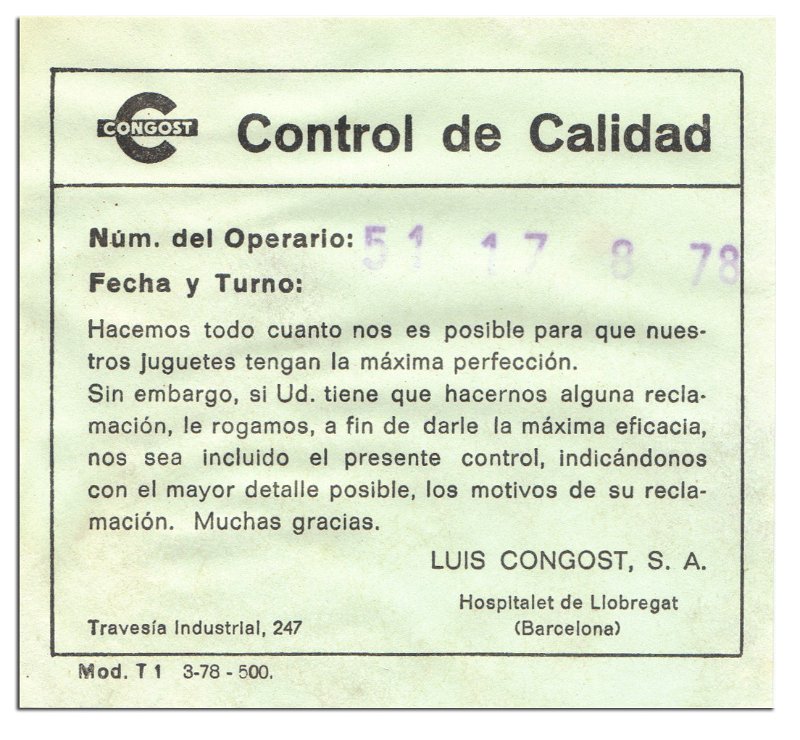 CONGOST
Control de Calidad
Núm. del Operario: 51 17 8 78
Fecha y Turno:
Hacemos todo cuanto nos es posible para que nues-
tros juguetes tengan la máxima perfección.
Sin embargo, si Ud. tiene que hacernos alguna recla-
mación, le rogamos, a fin de darle la máxima eficacia,
nos sea incluido el presente control, indicándonos
con el mayor detalle posible, los motivos de su recla-
mación. Muchas gracias.
LUIS CONGOST, S. A.
Hospitalet de Llobregat
Travesía Industrial, 247 (Barcelona)
Mod. T 1 3-78 - 500.